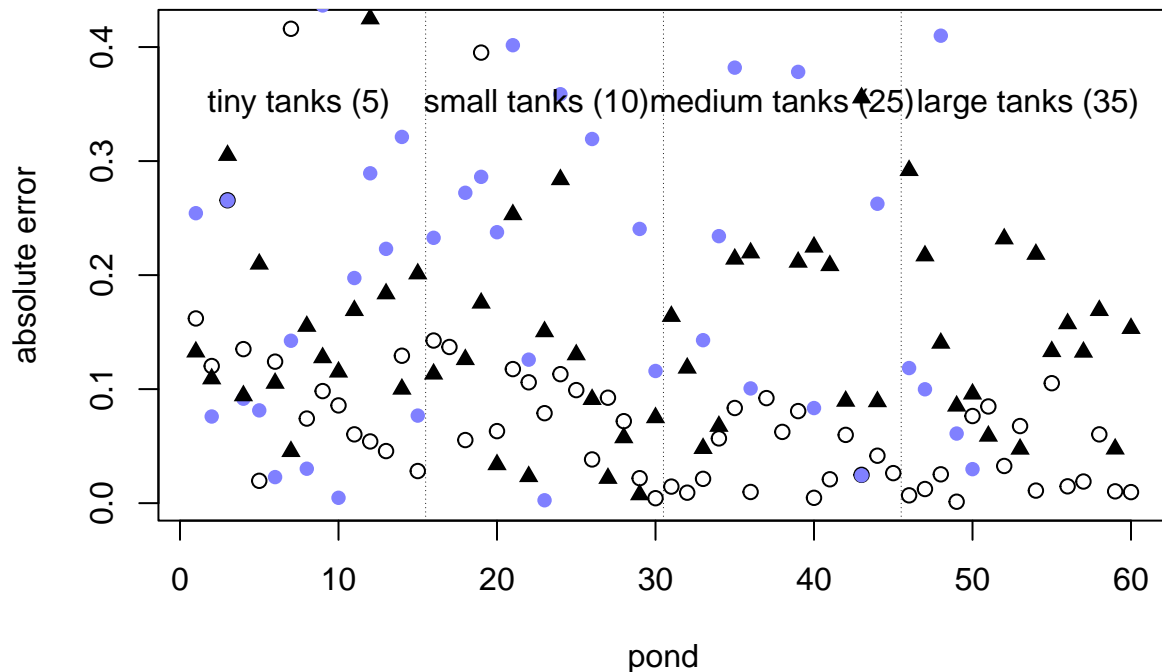 absolute error
0.4
0.3
0.2
0.1
0.0
tiny tanks (5) small tanks (10) medium tanks (25) large tanks (35)
0 10 20 30 40 50 60
pond